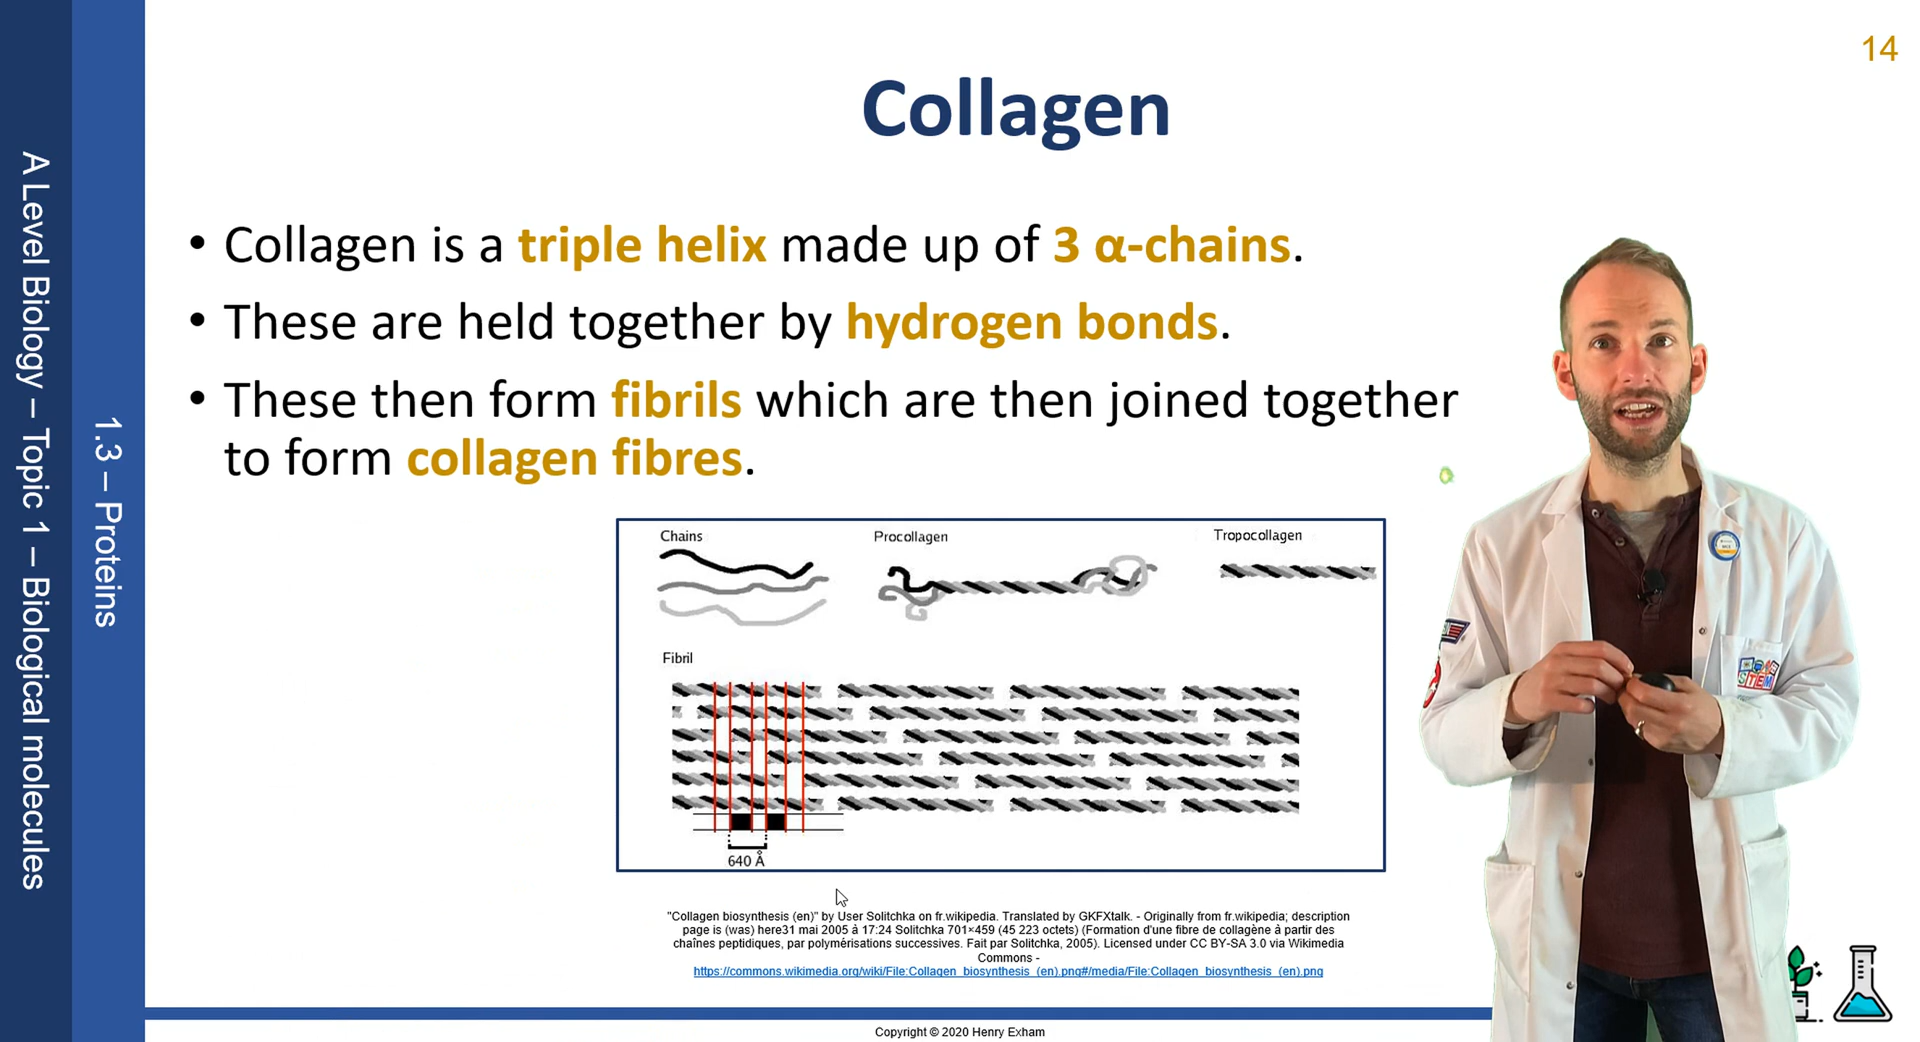 14
Collagen
A Level Biology – Topic 1 – Biological molecules
1.3 – Proteins
• Collagen is a triple helix made up of 3 α-chains.
• These are held together by hydrogen bonds.
• These then form fibrils which are then joined together
to form collagen fibres.
Chains
Procollagen
Tropocollagen
Fibril
640 Å
"Collagen biosynthesis (en)" by User Solitchka on fr.wikipedia. Translated by GKFXtalk. - Originally from fr.wikipedia; description
page is (was) here31 mai 2005 à 17:24 Solitchka 701×459 (45 223 octets) (Formation d'une fibre de collagène à partir des
chaînes peptidiques, par polymérisations successives. Fait par Solitchka, 2005). Licensed under CC BY-SA 3.0 via Wikimedia
Commons -
https://commons.wikimedia.org/wiki/File:Collagen_biosynthesis_(en).png#/media/File:Collagen_biosynthesis_(en).png
STEM
Copyright © 2020 Henry Exham